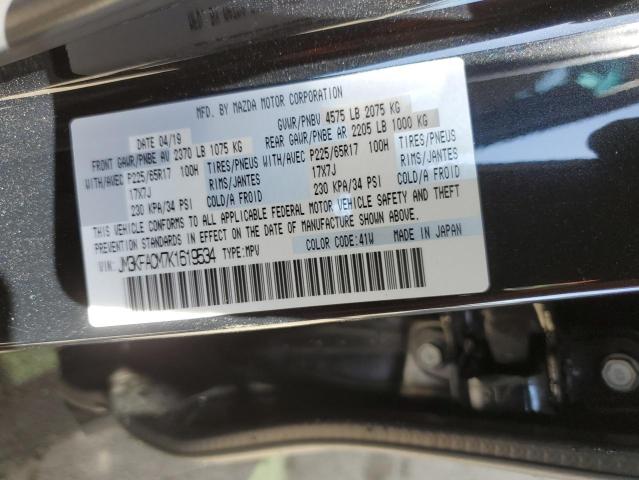 MFD. BY MAZDA MOTOR CORPORATION
DATE 04/19 GVWR/PNBV 4575 LB 2075 KG
FRONT GAWR/PNBE AV 2370 LB 1075 KG REAR GAWR/PNBE AR 2205 LB 1000 KG
WITH/AVEC P225/65R17 100H TIRES/PNEUS WITH/AVEC P225/65R17 100H TIRES/PNEUS
17X7J RIMS/JANTES 17X7J RIMS/JANTES
230 KPA/34 PSI COLD/A FROID 230 KPA/34 PSI COLD/A FROID
THIS VEHICLE CONFORMS TO ALL APPLICABLE FEDERAL MOTOR VEHICLE SAFETY AND THEFT
PREVENTION STANDARDS IN EFFECT ON THE DATE OF MANUFACTURE SHOWN ABOVE.
VIN: JM3KFACM7K1619534 TYPE:MPV COLOR CODE:41W MADE IN JAPAN